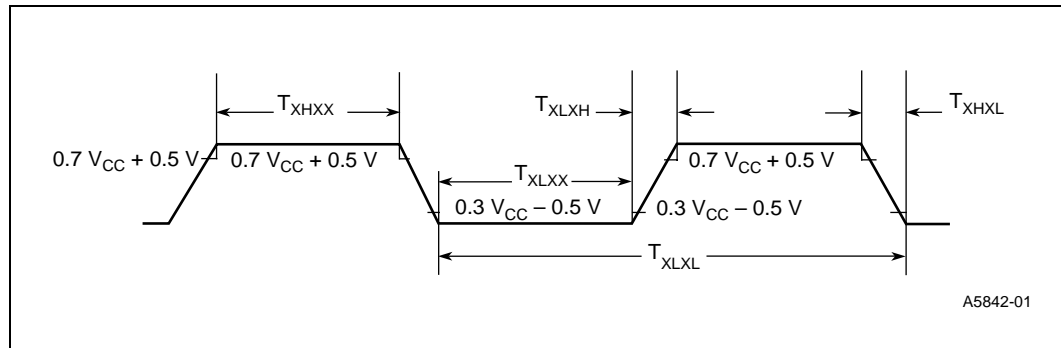 T_XHXX
T_XLXH
T_XHXL
0.7 V_CC + 0.5 V
0.7 V_CC + 0.5 V
0.7 V_CC + 0.5 V
T_XLXX
0.3 V_CC – 0.5 V
0.3 V_CC – 0.5 V
T_XLXL
A5842-01